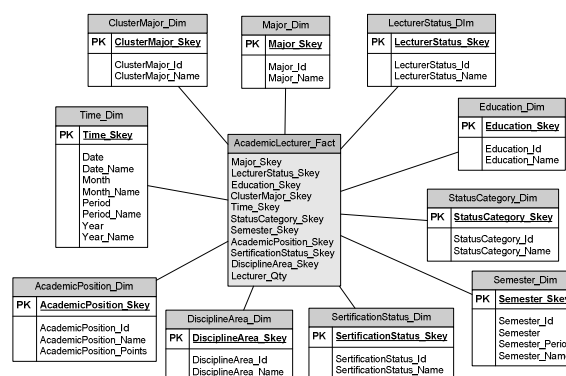 ClusterMajor_Dim
PK ClusterMajor_Skey
ClusterMajor_Id
ClusterMajor_Name
Major_Dim
PK Major_Skey
Major_Id
Major_Name
LecturerStatus_DIm
PK LecturerStatus_Skey
LecturerStatus_Id
LecturerStatus_Name
Time_Dim
PK Time_Skey
Date
Date_Name
Month
Month_Name
Period
Period_Name
Year
Year_Name
AcademicLecturer_Fact
Major_Skey
LecturerStatus_Skey
Education_Skey
ClusterMajor_Skey
Time_Skey
StatusCategory_Skey
Semester_Skey
AcademicPosition_Skey
SertificationStatus_Skey
DisciplineArea_Skey
Lecturer_Qty
Education_Dim
PK Education_Skey
Education_Id
Education_Name
StatusCategory_Dim
PK StatusCategory_Skey
StatusCategory_Id
StatusCategory_Name
AcademicPosition_Dim
PK AcademicPosition_Skey
AcademicPosition_Id
AcademicPosition_Name
AcademicPosition_Points
DisciplineArea_Dim
PK DisciplineArea_Skey
DisciplineArea_Id
DisciplineArea_Name
SertificationStatus_Dim
PK SertificationStatus_Skey
SertificationStatus_Id
SertificationStatus_Name
Semester_Dim
PK Semester_Skey
Semester_Id
Semester
Semester_Perio
Semester_Name